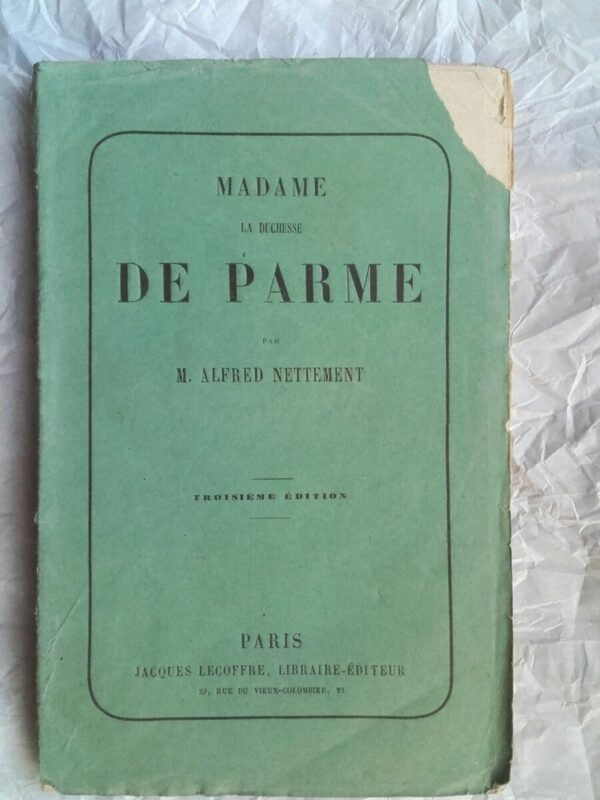 MADAME
LA DUCHESSE
DE PARME
PAR
M. ALFRED NETTEMENT
TROISIÈME ÉDITION
PARIS
JACQUES LECOFFRE, LIBRAIRE-ÉDITEUR
29, RUE DU VIEUX-COLOMBIER, 29